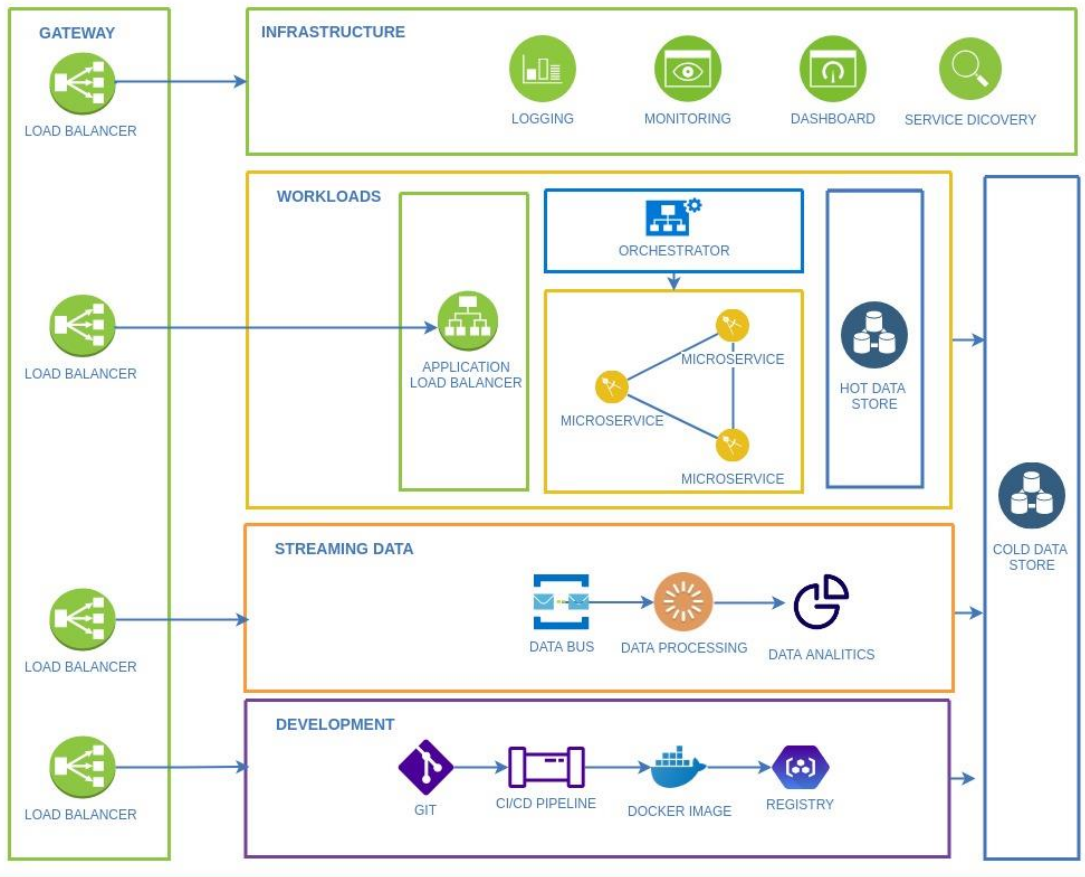 GATEWAY
LOAD BALANCER
LOAD BALANCER
LOAD BALANCER
LOAD BALANCER
INFRASTRUCTURE
LOGGING
MONITORING
DASHBOARD
SERVICE DICOVERY
WORKLOADS
APPLICATION
LOAD BALANCER
ORCHESTRATOR
MICROSERVICE
MICROSERVICE
MICROSERVICE
HOT DATA
STORE
STREAMING DATA
DATA BUS
DATA PROCESSING
DATA ANALITICS
DEVELOPMENT
GIT
CI/CD PIPELINE
DOCKER IMAGE
REGISTRY
COLD DATA
STORE